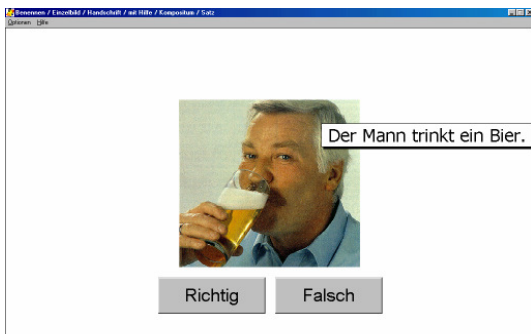 Benennen / Einzelbild / Handschrift / mit Hilfe / Kompositum / Satz
Optionen Hilfe
Der Mann trinkt ein Bier.
Richtig Falsch